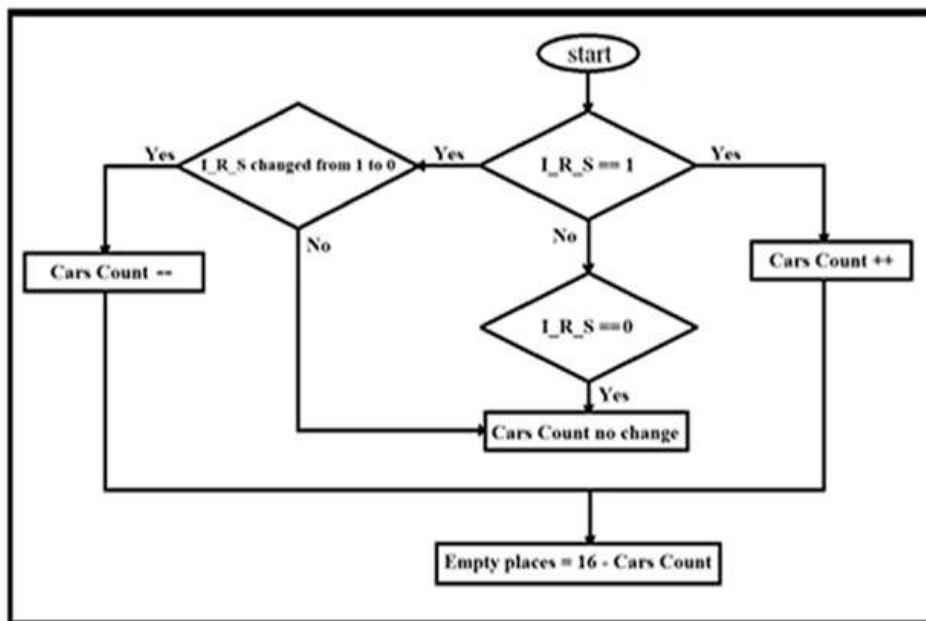 start
Yes
I_R_S changed from 1 to 0
Yes
I_R_S == 1
Yes
No
No
Cars Count --
Cars Count ++
I_R_S ==0
Yes
Cars Count no change
Empty places = 16 - Cars Count